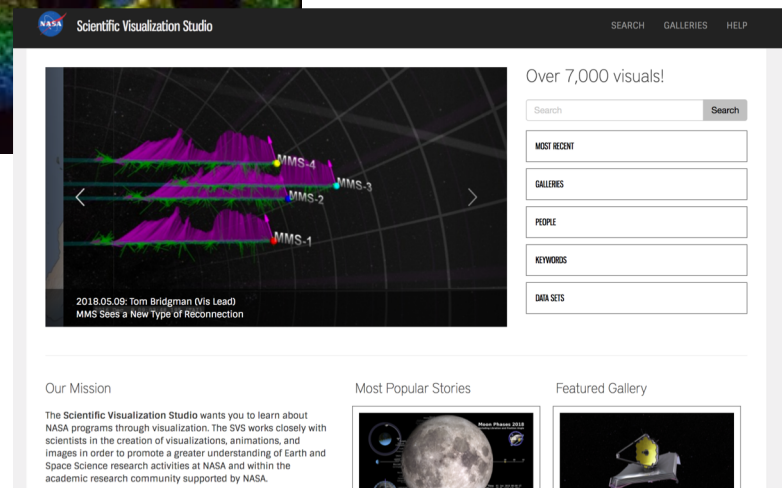 NASA
Scientific Visualization Studio
SEARCH GALLERIES HELP
MMS-4
MMS-3
MMS-2
MMS-1
2018.05.09: Tom Bridgman (Vis Lead)
MMS Sees a New Type of Reconnection
Over 7,000 visuals!
Search Search
MOST RECENT
GALLERIES
PEOPLE
KEYWORDS
DATA SETS
Our Mission
The Scientific Visualization Studio wants you to learn about
NASA programs through visualization. The SVS works closely with
scientists in the creation of visualizations, animations, and
images in order to promote a greater understanding of Earth and
Space Science research activities at NASA and within the
academic research community supported by NASA.
Most Popular Stories
Moon Phases 2018
Featured Gallery